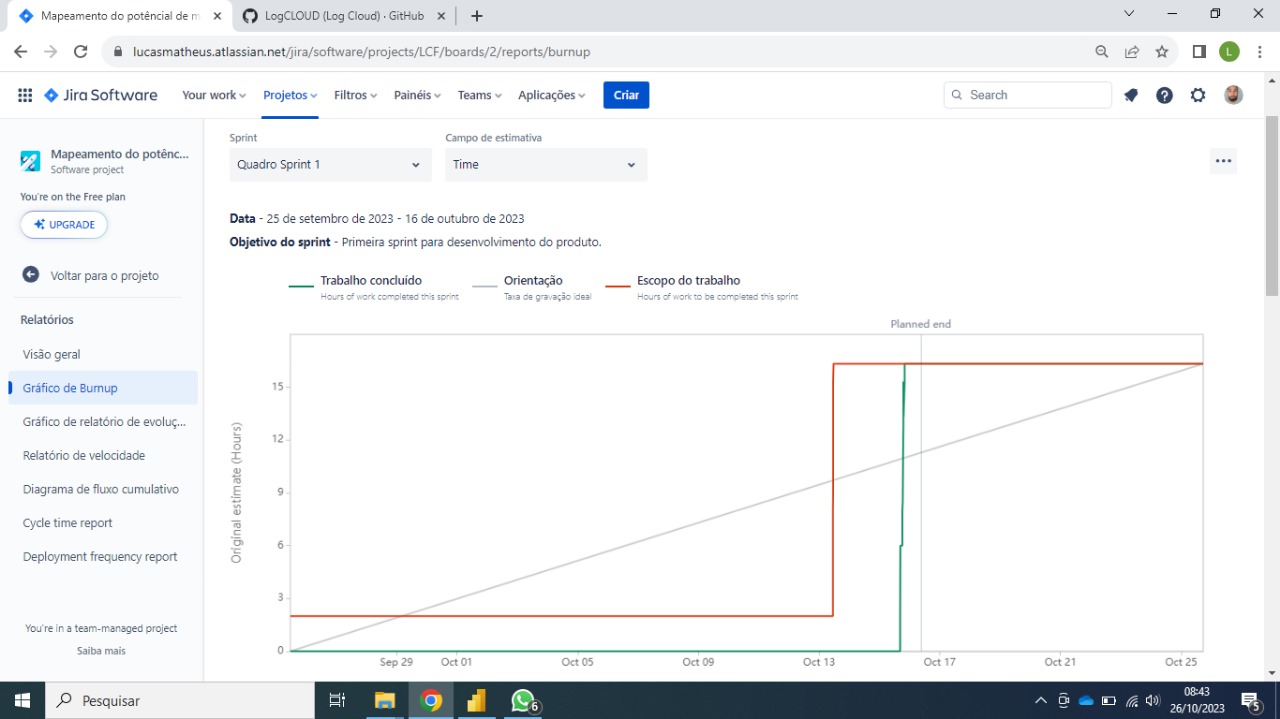 Mapeamento do potêncial de m
LogCLOUD (Log Cloud) · GitHub
lucasmatheus.atlassian.net/jira/software/projects/LCF/boards/2/reports/burnup
L
Jira Software
Your work
Projetos
Filtros
Painéis
Teams
Aplicações
Criar
Search
Mapeamento do potênc...
Software project
You're on the Free plan
UPGRADE
Voltar para o projeto
Relatórios
Visão geral
Gráfico de Burnup
Gráfico de relatório de evoluç...
Relatório de velocidade
Diagrama de fluxo cumulativo
Cycle time report
Deployment frequency report
You're in a team-managed project
Saiba mais
Sprint
Campo de estimativa
Quadro Sprint 1
Time
Data - 25 de setembro de 2023 - 16 de outubro de 2023
Objetivo do sprint - Primeira sprint para desenvolvimento do produto.
Trabalho concluído
Hours of work completed this sprint
Orientação
Taxa de gravação ideal
Escopo do trabalho
Hours of work to be completed this sprint
Planned end
Original estimate (Hours)
15
12
9
6
3
0
Sep 29
Oct 01
Oct 05
Oct 09
Oct 13
Oct 17
Oct 21
Oct 25
Pesquisar
6
08:43
26/10/2023
5